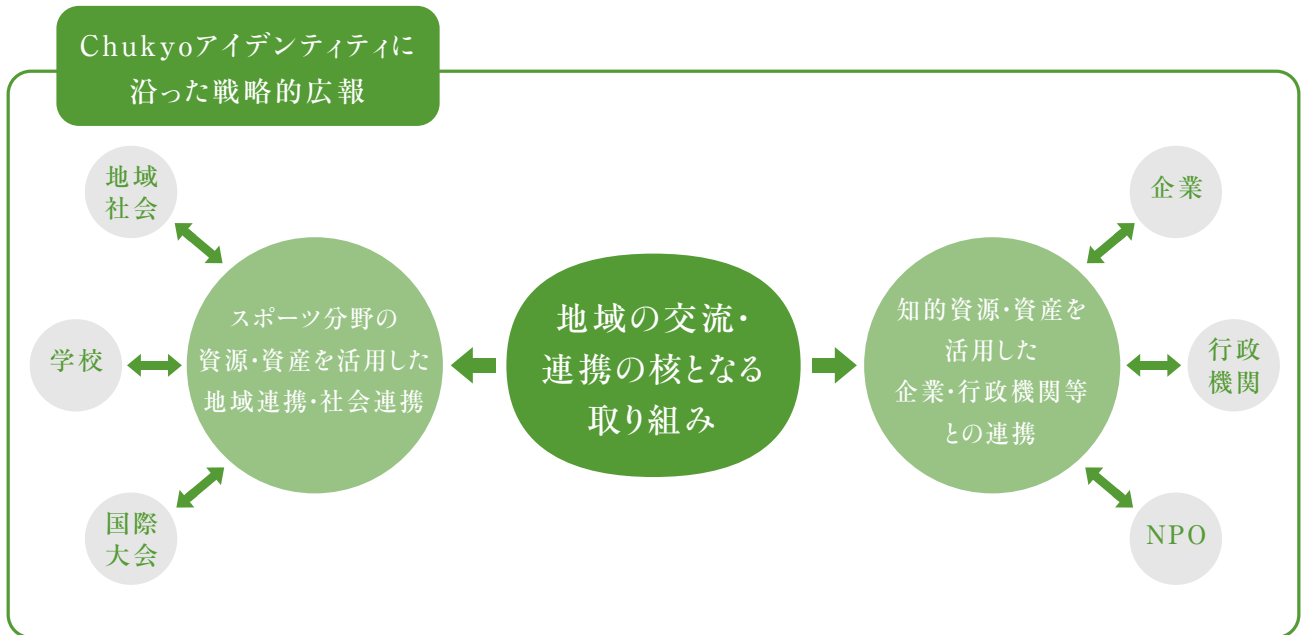 Chukyoアイデンティティに
沿った戦略的広報
地域
社会
学校
国際
大会
スポーツ分野の
資源・資産を活用した
地域連携・社会連携
地域の交流・
連携の核となる
取り組み
知的資源・資産を
活用した
企業・行政機関等
との連携
企業
行政
機関
NPO